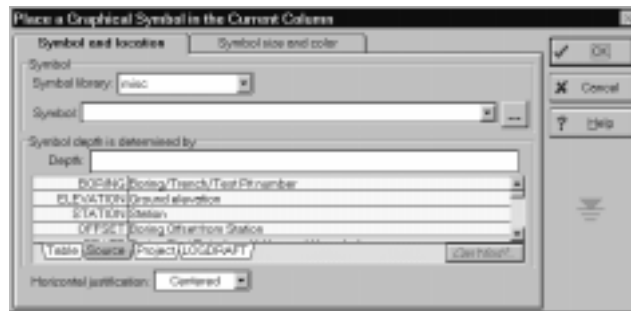 Place a Graphical Symbol in the Current Column
Symbol and location
Symbol size and color
Symbol
Symbol library: misc
Symbol:
...
Symbol depth is determined by
Depth:
BORING Boring/Trench/Test Pit number
ELEVATION Ground elevation
STATION Station
OFFSET Boring Offset from Station
Table Source Project LOGDRAFT
Can't find?
Horizontal justification: Centered
OK
Cancel
? Help